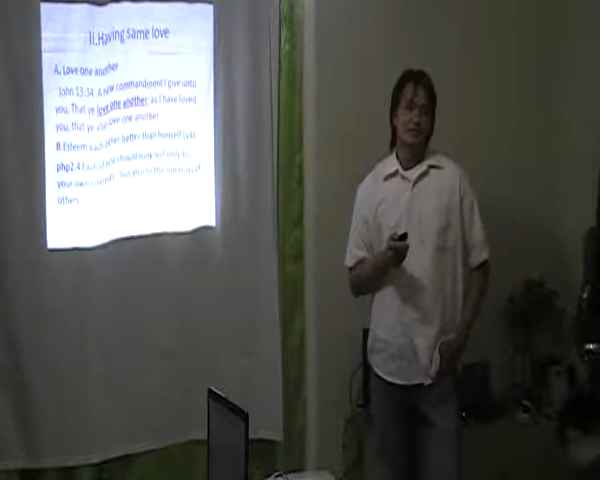 II.Having same love
A. Love one another
John 13:34 A new commandment I give unto
you, That ye love one another; as I have loved
you, that ye also love one another.
B.Esteem each other better than himself (v3)
php2:4 Each of you should look not only to
your own interests, but also to the interests of
others.